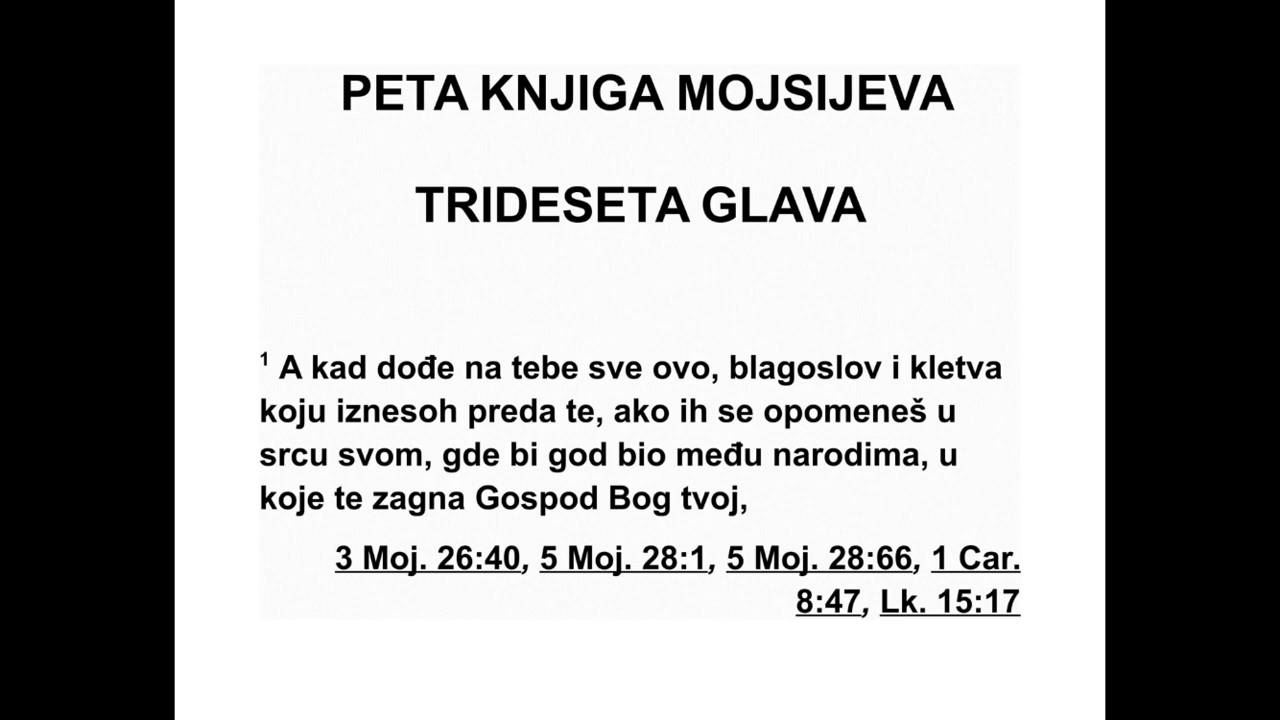 PETA KNJIGA MOJSIJEVA
TRIDESETA GLAVA
1 A kad dođe na tebe sve ovo, blagoslov i kletva
koju iznesoh preda te, ako ih se opomeneš u
srcu svom, gde bi god bio među narodima, u
koje te zagna Gospod Bog tvoj,
3 Moj. 26:40, 5 Moj. 28:1, 5 Moj. 28:66, 1 Car.
8:47, Lk. 15:17